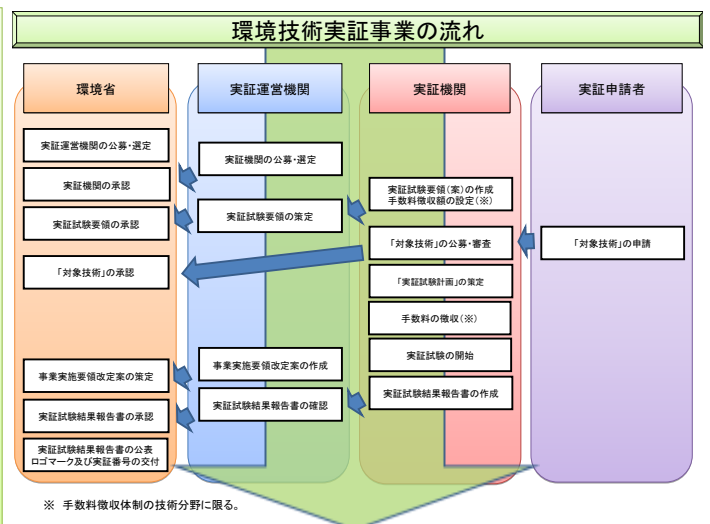 環境技術実証事業の流れ
環境省
実証運営機関
実証機関
実証申請者
実証運営機関の公募・選定
実証機関の承認
実証試験要領の承認
「対象技術」の承認
事業実施要領改定案の策定
実証試験結果報告書の承認
実証試験結果報告書の公表
ロゴマーク及び実証番号の交付
実証機関の公募・選定
実証試験要領の策定
事業実施要領改定案の作成
実証試験結果報告書の確認
実証試験要領(案)の作成
手数料徴収額の設定(※)
「対象技術」の公募・審査
「実証試験計画」の策定
手数料の徴収(※)
実証試験の開始
実証試験結果報告書の作成
「対象技術」の申請
※ 手数料徴収体制の技術分野に限る。